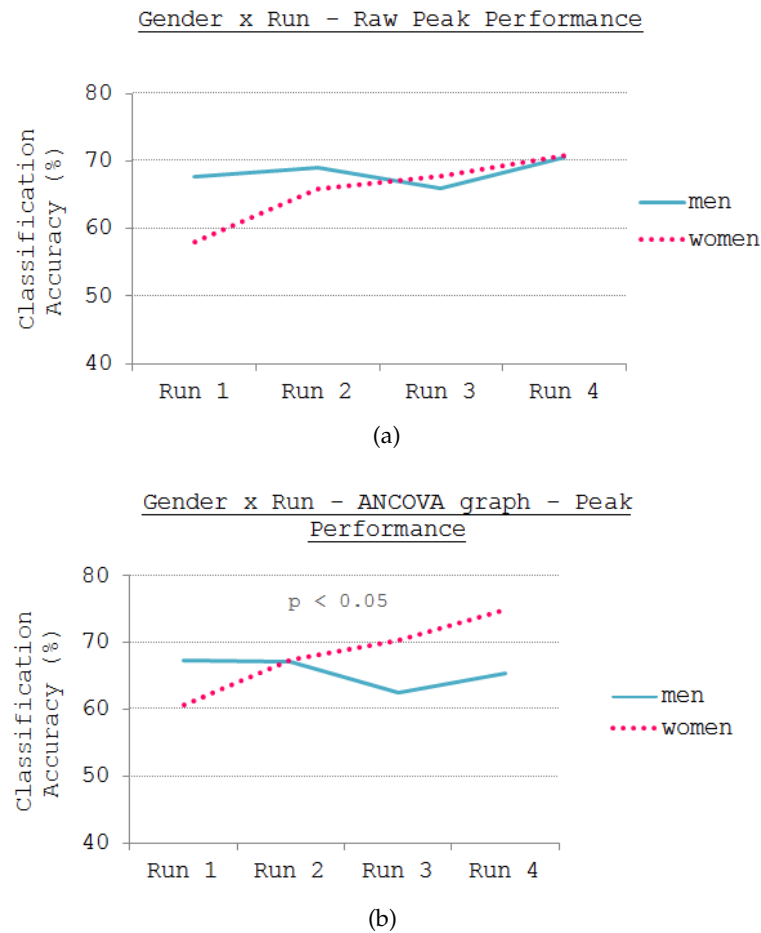 Gender x Run – Raw Peak Performance
80
70
60
50
40
Classification
Accuracy (%)
Run 1 Run 2 Run 3 Run 4
men
women
(a)
Gender x Run – ANCOVA graph – Peak
Performance
80
70
60
50
40
Classification
Accuracy (%)
p < 0.05
Run 1 Run 2 Run 3 Run 4
men
women
(b)